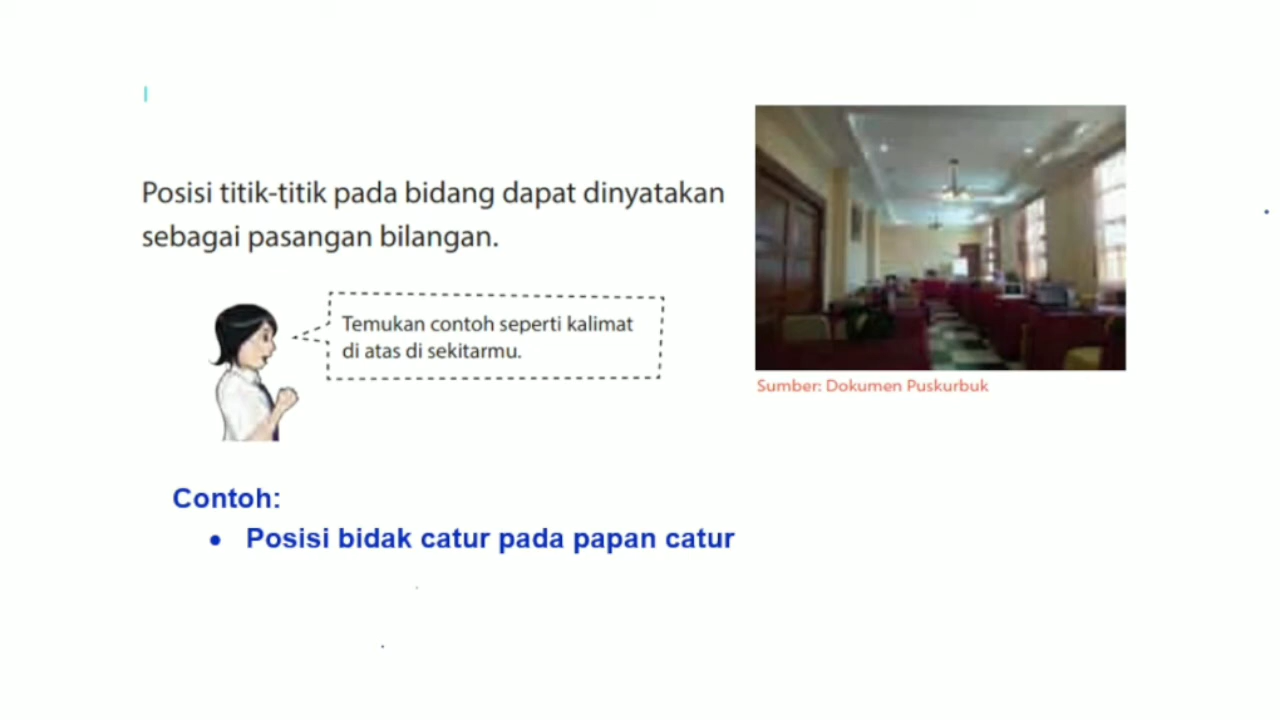 Posisi titik-titik pada bidang dapat dinyatakan
sebagai pasangan bilangan.
Temukan contoh seperti kalimat
di atas di sekitarmu.
Sumber: Dokumen Puskurbuk
Contoh:
• Posisi bidak catur pada papan catur